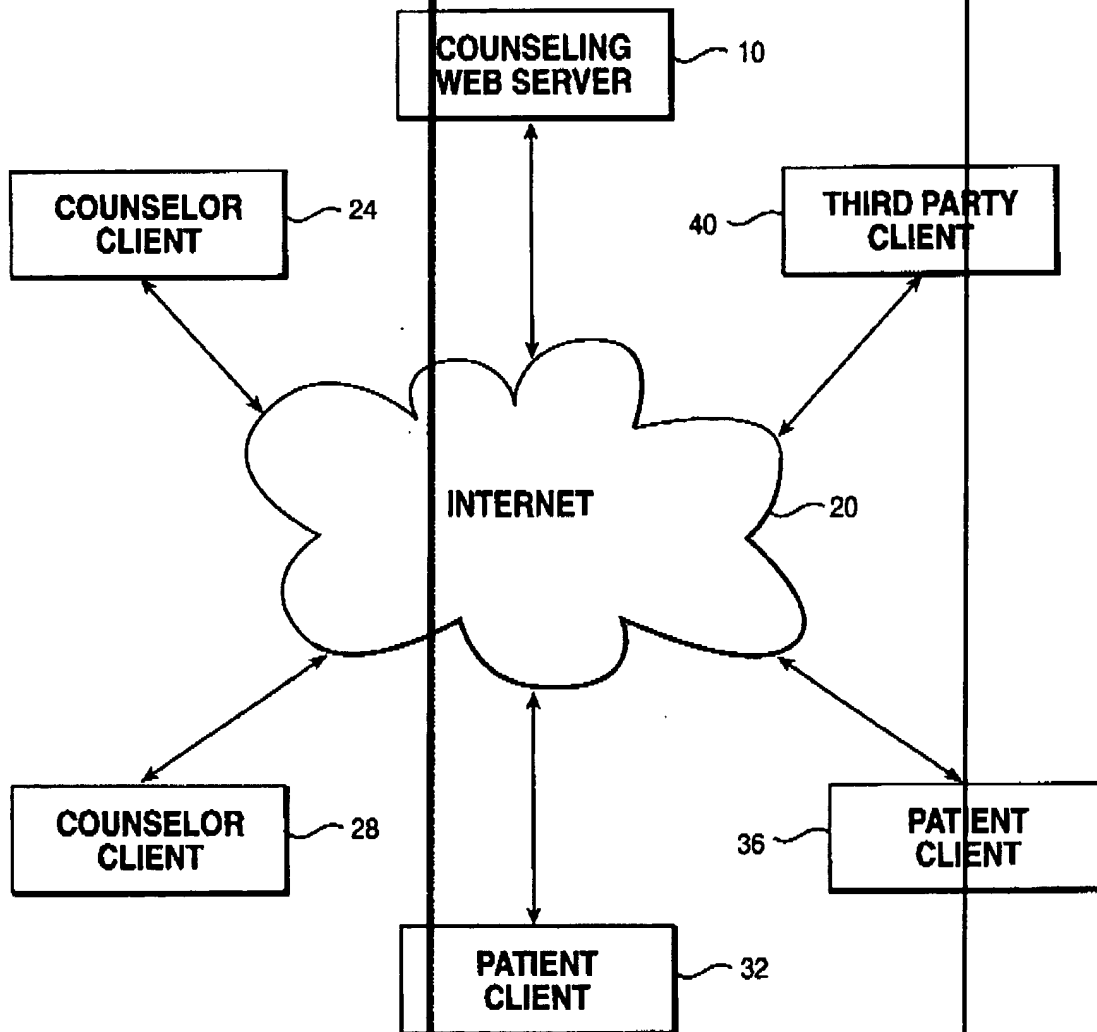 COUNSELING
WEB SERVER
10
COUNSELOR
CLIENT
24
40
THIRD PARTY
CLIENT
INTERNET
20
COUNSELOR
CLIENT
28
36
PATIENT
CLIENT
PATIENT
CLIENT
32